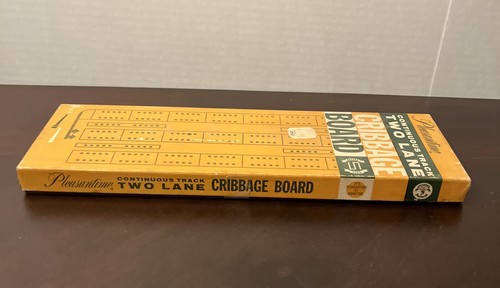 Pleasantime
CONTINUOUS TRACK
TWO LANE
CRIBBAGE
BOARD
Pleasantime
CONTINUOUS TRACK
TWO LANE CRIBBAGE BOARD